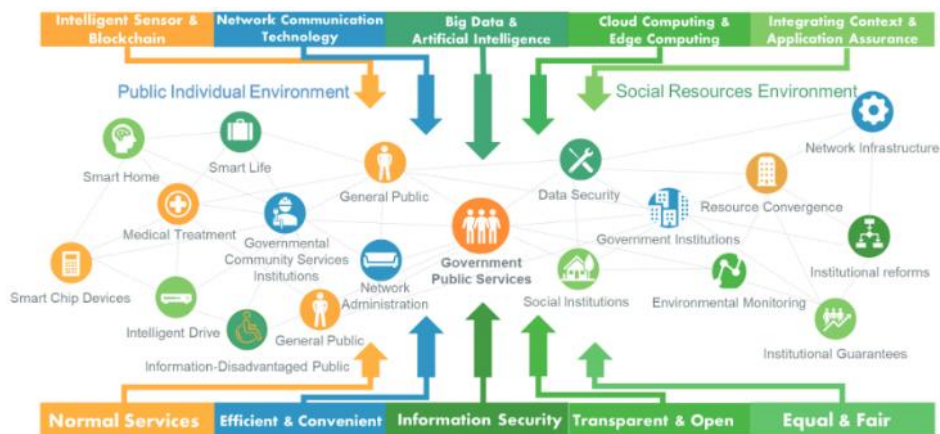 Intelligent Sensor &
Blockchain
Network Communication
Technology
Big Data &
Artificial Intelligence
Cloud Computing &
Edge Computing
Integrating Context &
Application Assurance
Public Individual Environment
Social Resources Environment
Smart Home
Smart Life
General Public
Data Security
Network Infrastructure
Resource Convergence
Medical Treatment
Governmental
Community Services
Institutions
Government
Public Services
Government Institutions
Institutional reforms
Smart Chip Devices
Network
Administration
Social Institutions
Environmental Monitoring
Intelligent Drive
General Public
Information-Disadvantaged Public
Institutional Guarantees
Normal Services
Efficient & Convenient
Information Security
Transparent & Open
Equal & Fair